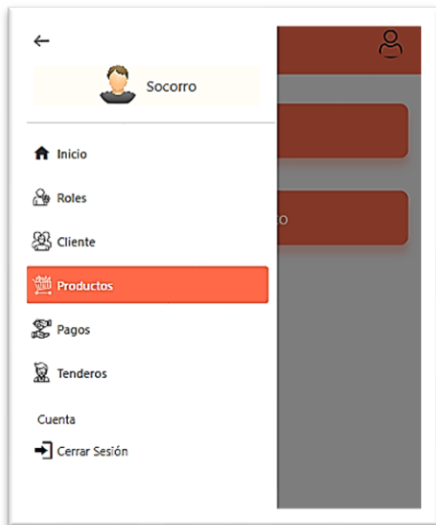 Socorro
Inicio
Roles
Cliente
Productos
Pagos
Tenderos
Cuenta
Cerrar Sesión